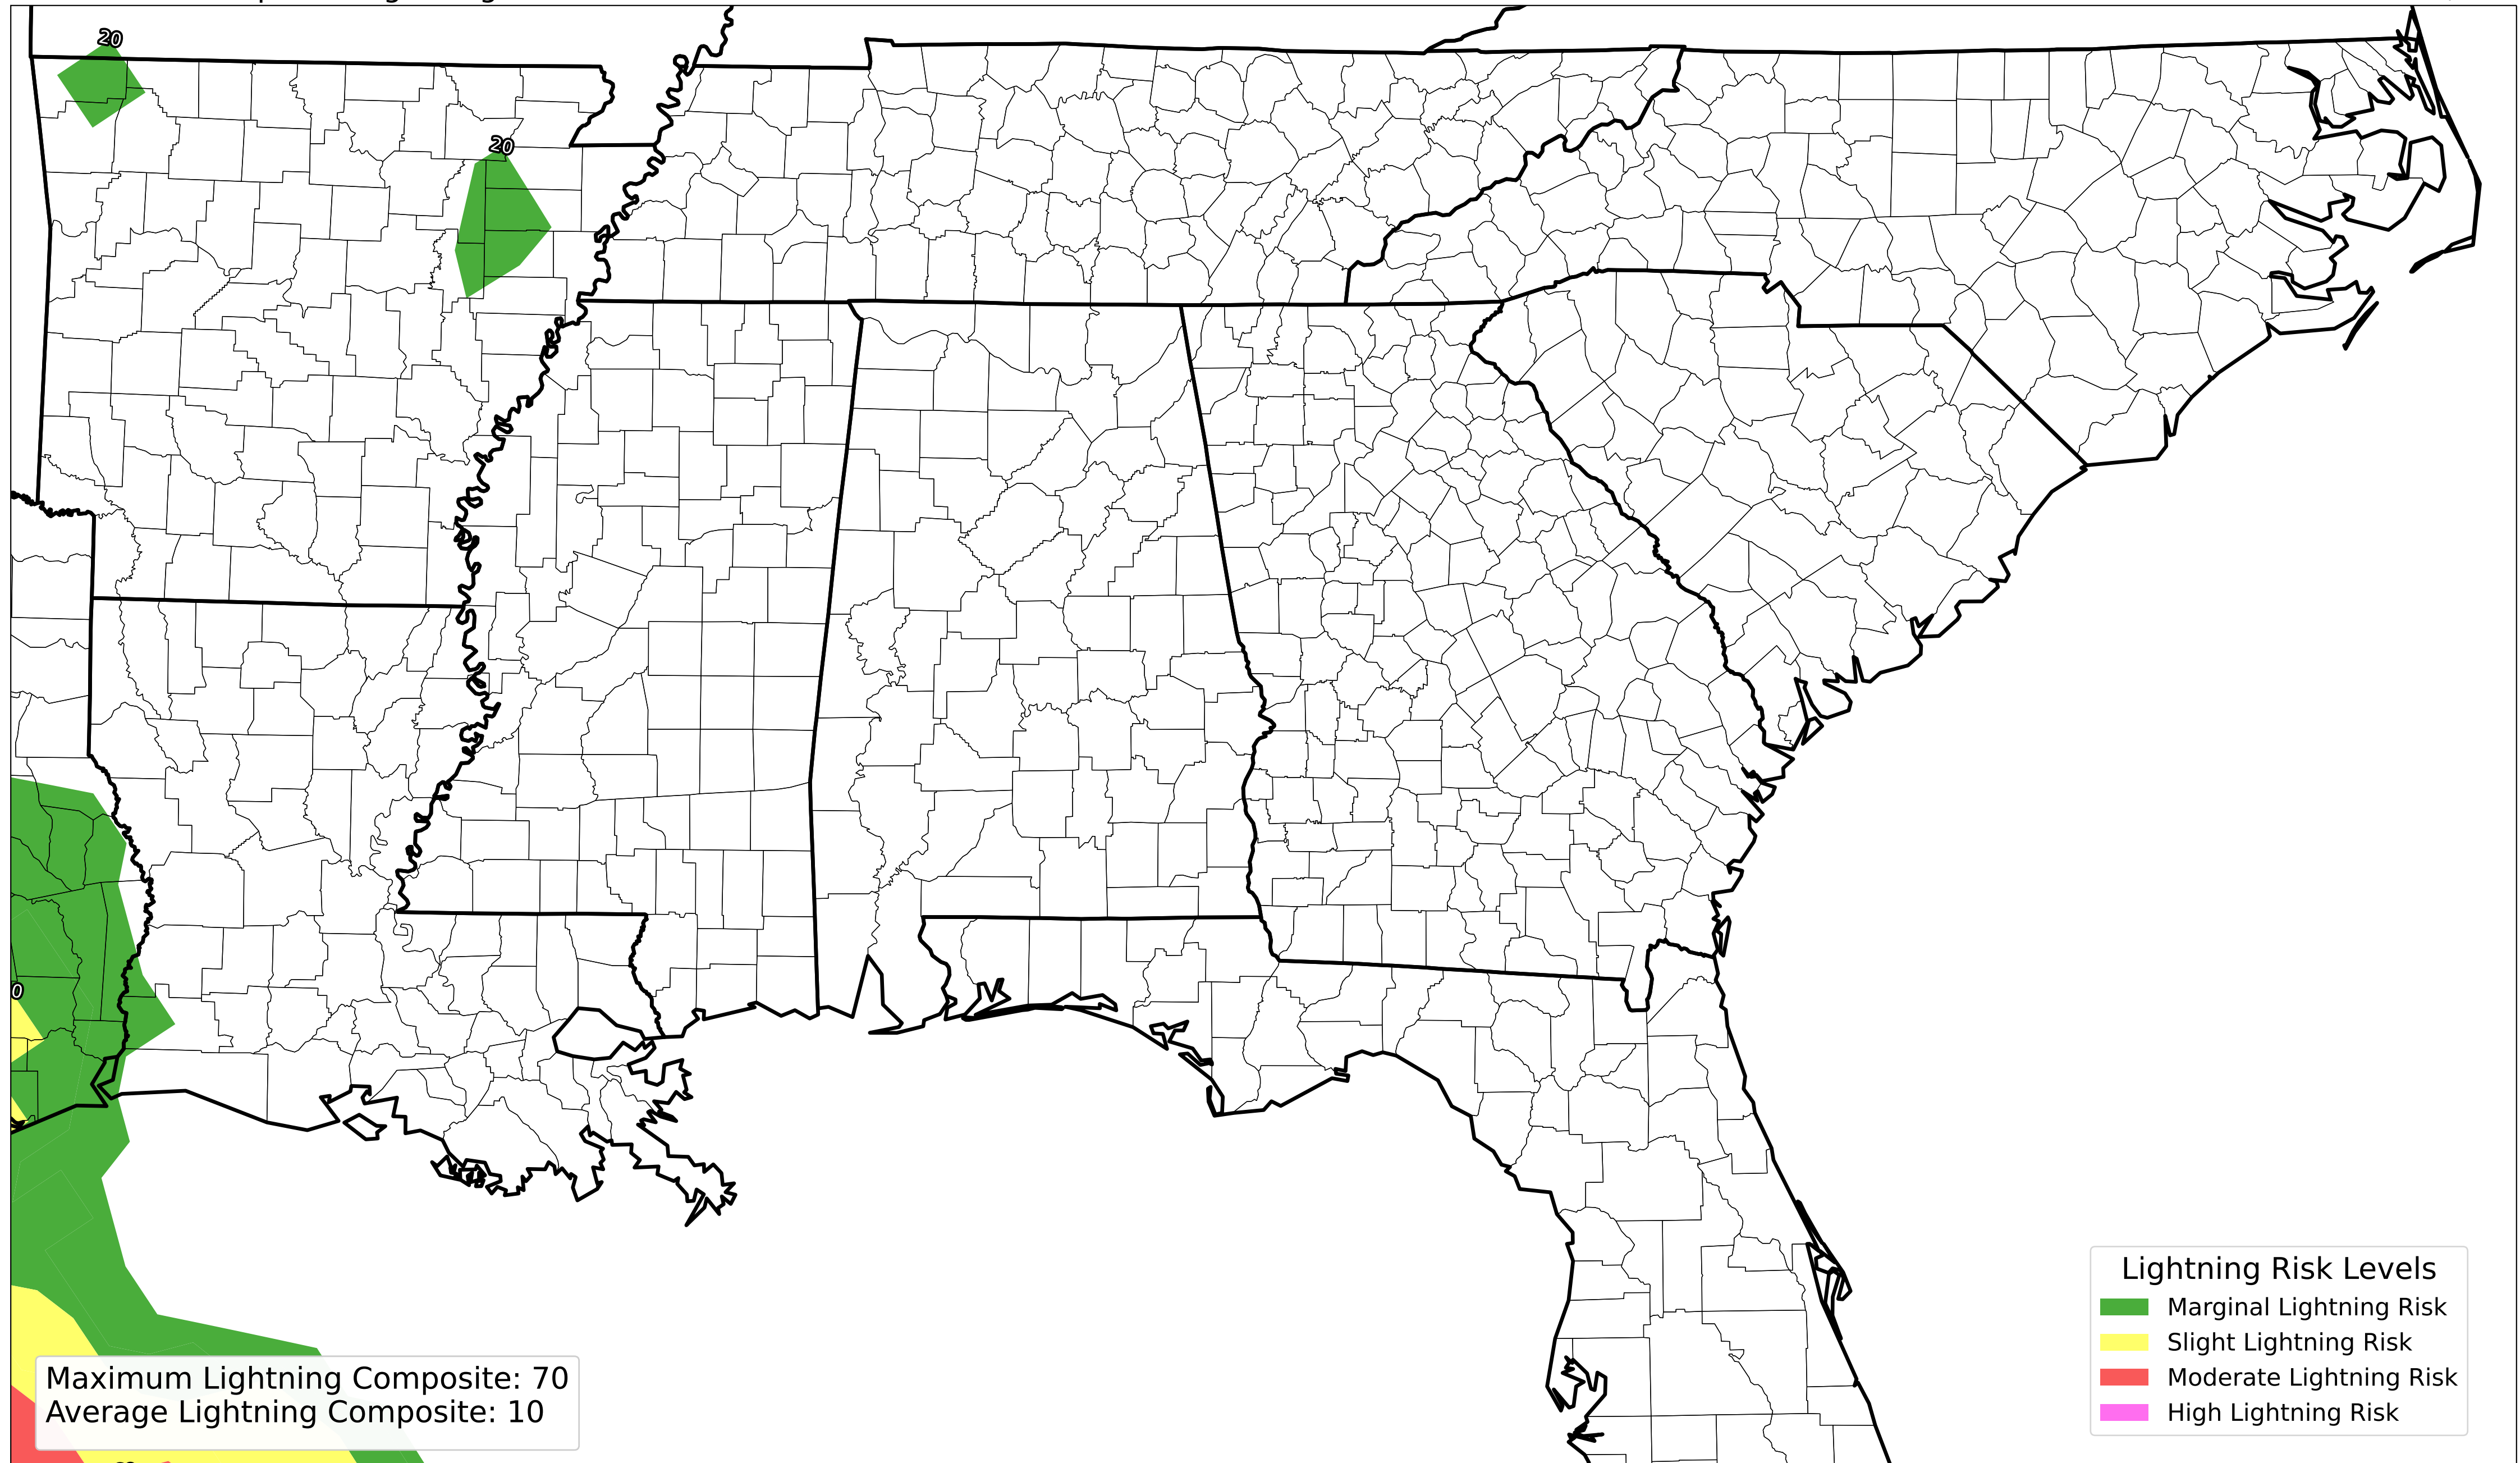 20
20
0
Lightning Risk Levels
Marginal Lightning Risk
Slight Lightning Risk
Moderate Lightning Risk
High Lightning Risk
Maximum Lightning Composite: 70
Average Lightning Composite: 10